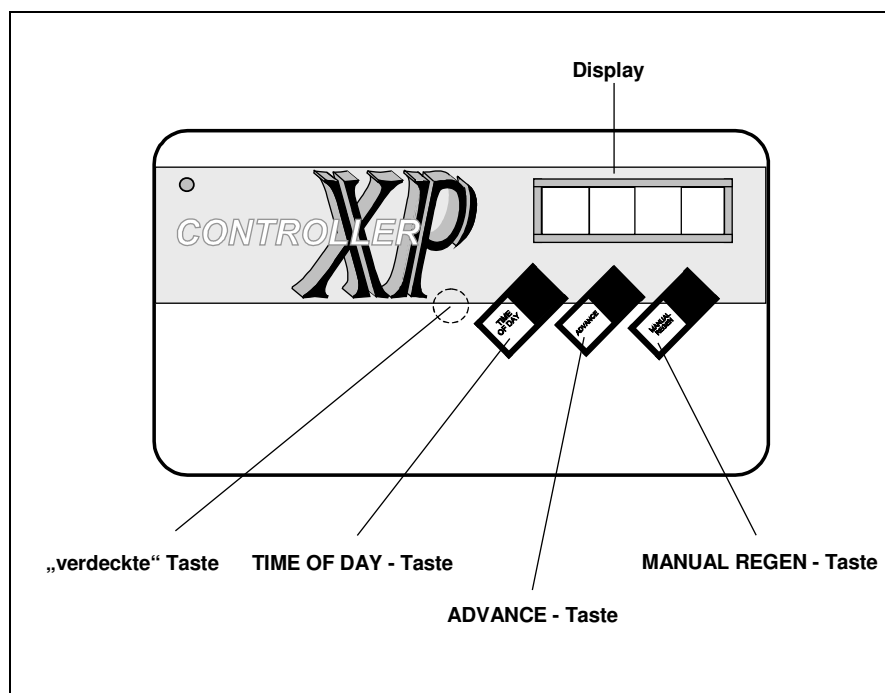 Display
XP
CONTROLLER
TIME
OF DAY
ADVANCE
MANUAL
REGEN
„verdeckte“ Taste
TIME OF DAY - Taste
MANUAL REGEN - Taste
ADVANCE - Taste